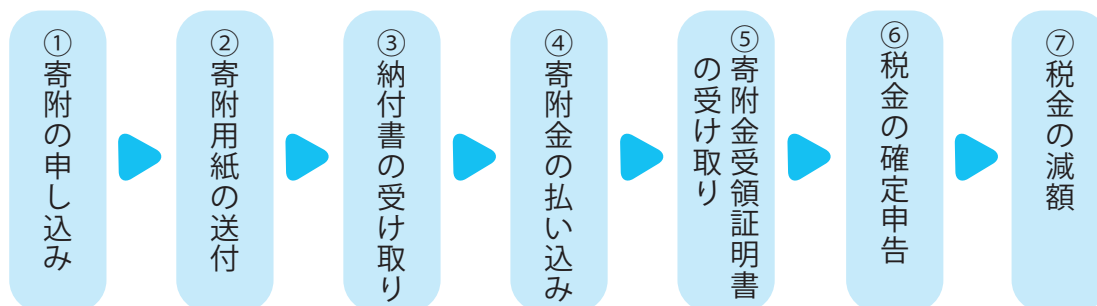 ①寄附の申し込み
②寄附用紙の送付
③納付書の受け取り
④寄附金の払い込み
⑤寄附金受領証明書
の受け取り
⑥税金の確定申告
⑦税金の減額